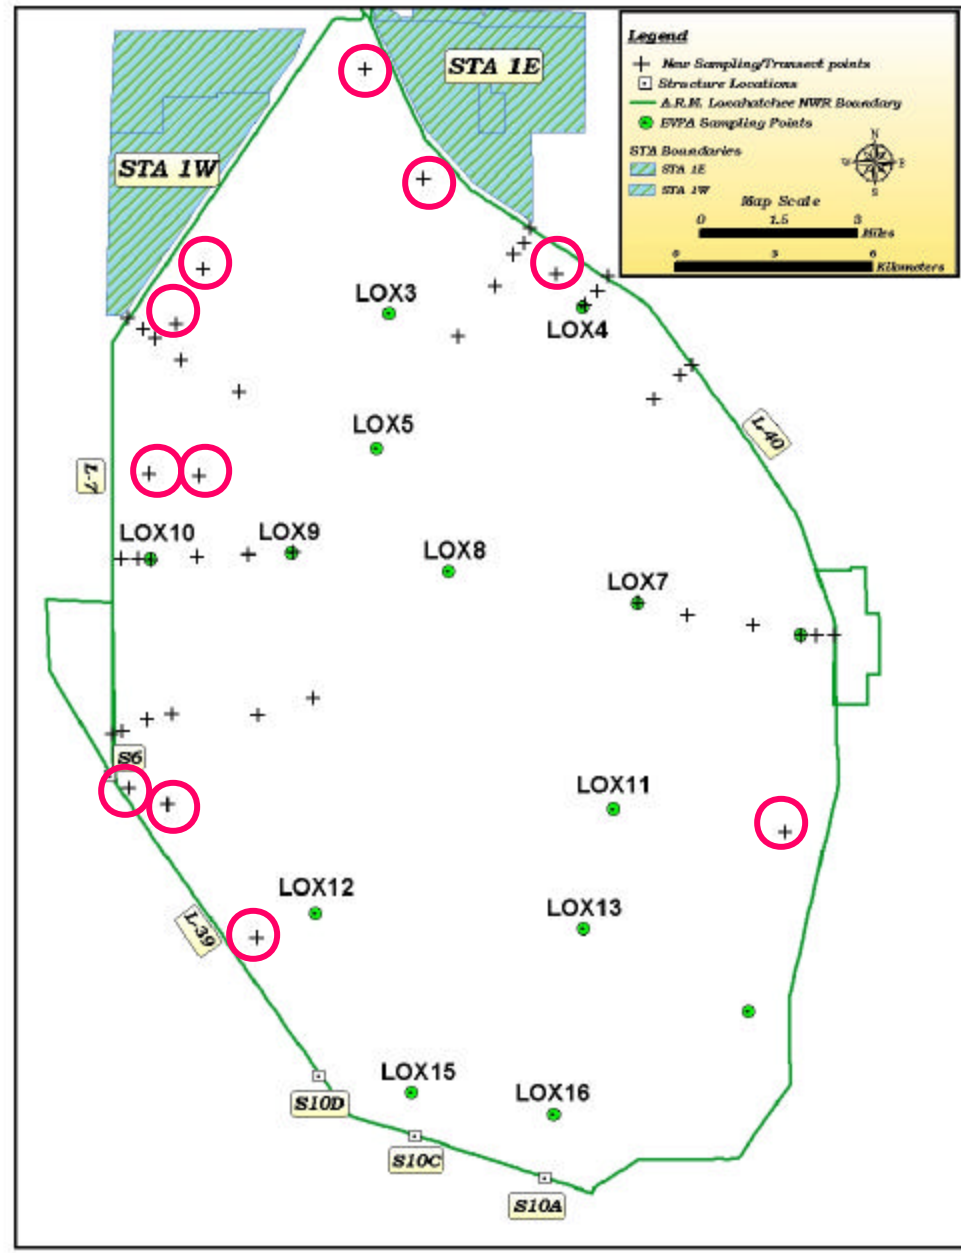 STA 1E
Legend
New Sampling/Transect points
Structure Locations
A.R.M. Loxahatchee NWR Boundary
EVPA Sampling Points
STA Boundaries
STA 1E
STA 1W
N
W E
S
Map Scale
0 1.5 3
Miles
0 3 6
Kilometers
STA 1W
LOX3
LOX4
LOX5
L-40
L-7
LOX10
LOX9
LOX8
LOX7
S6
LOX11
LOX12
LOX13
L-39
LOX15
LOX16
S10D
S10C
S10A